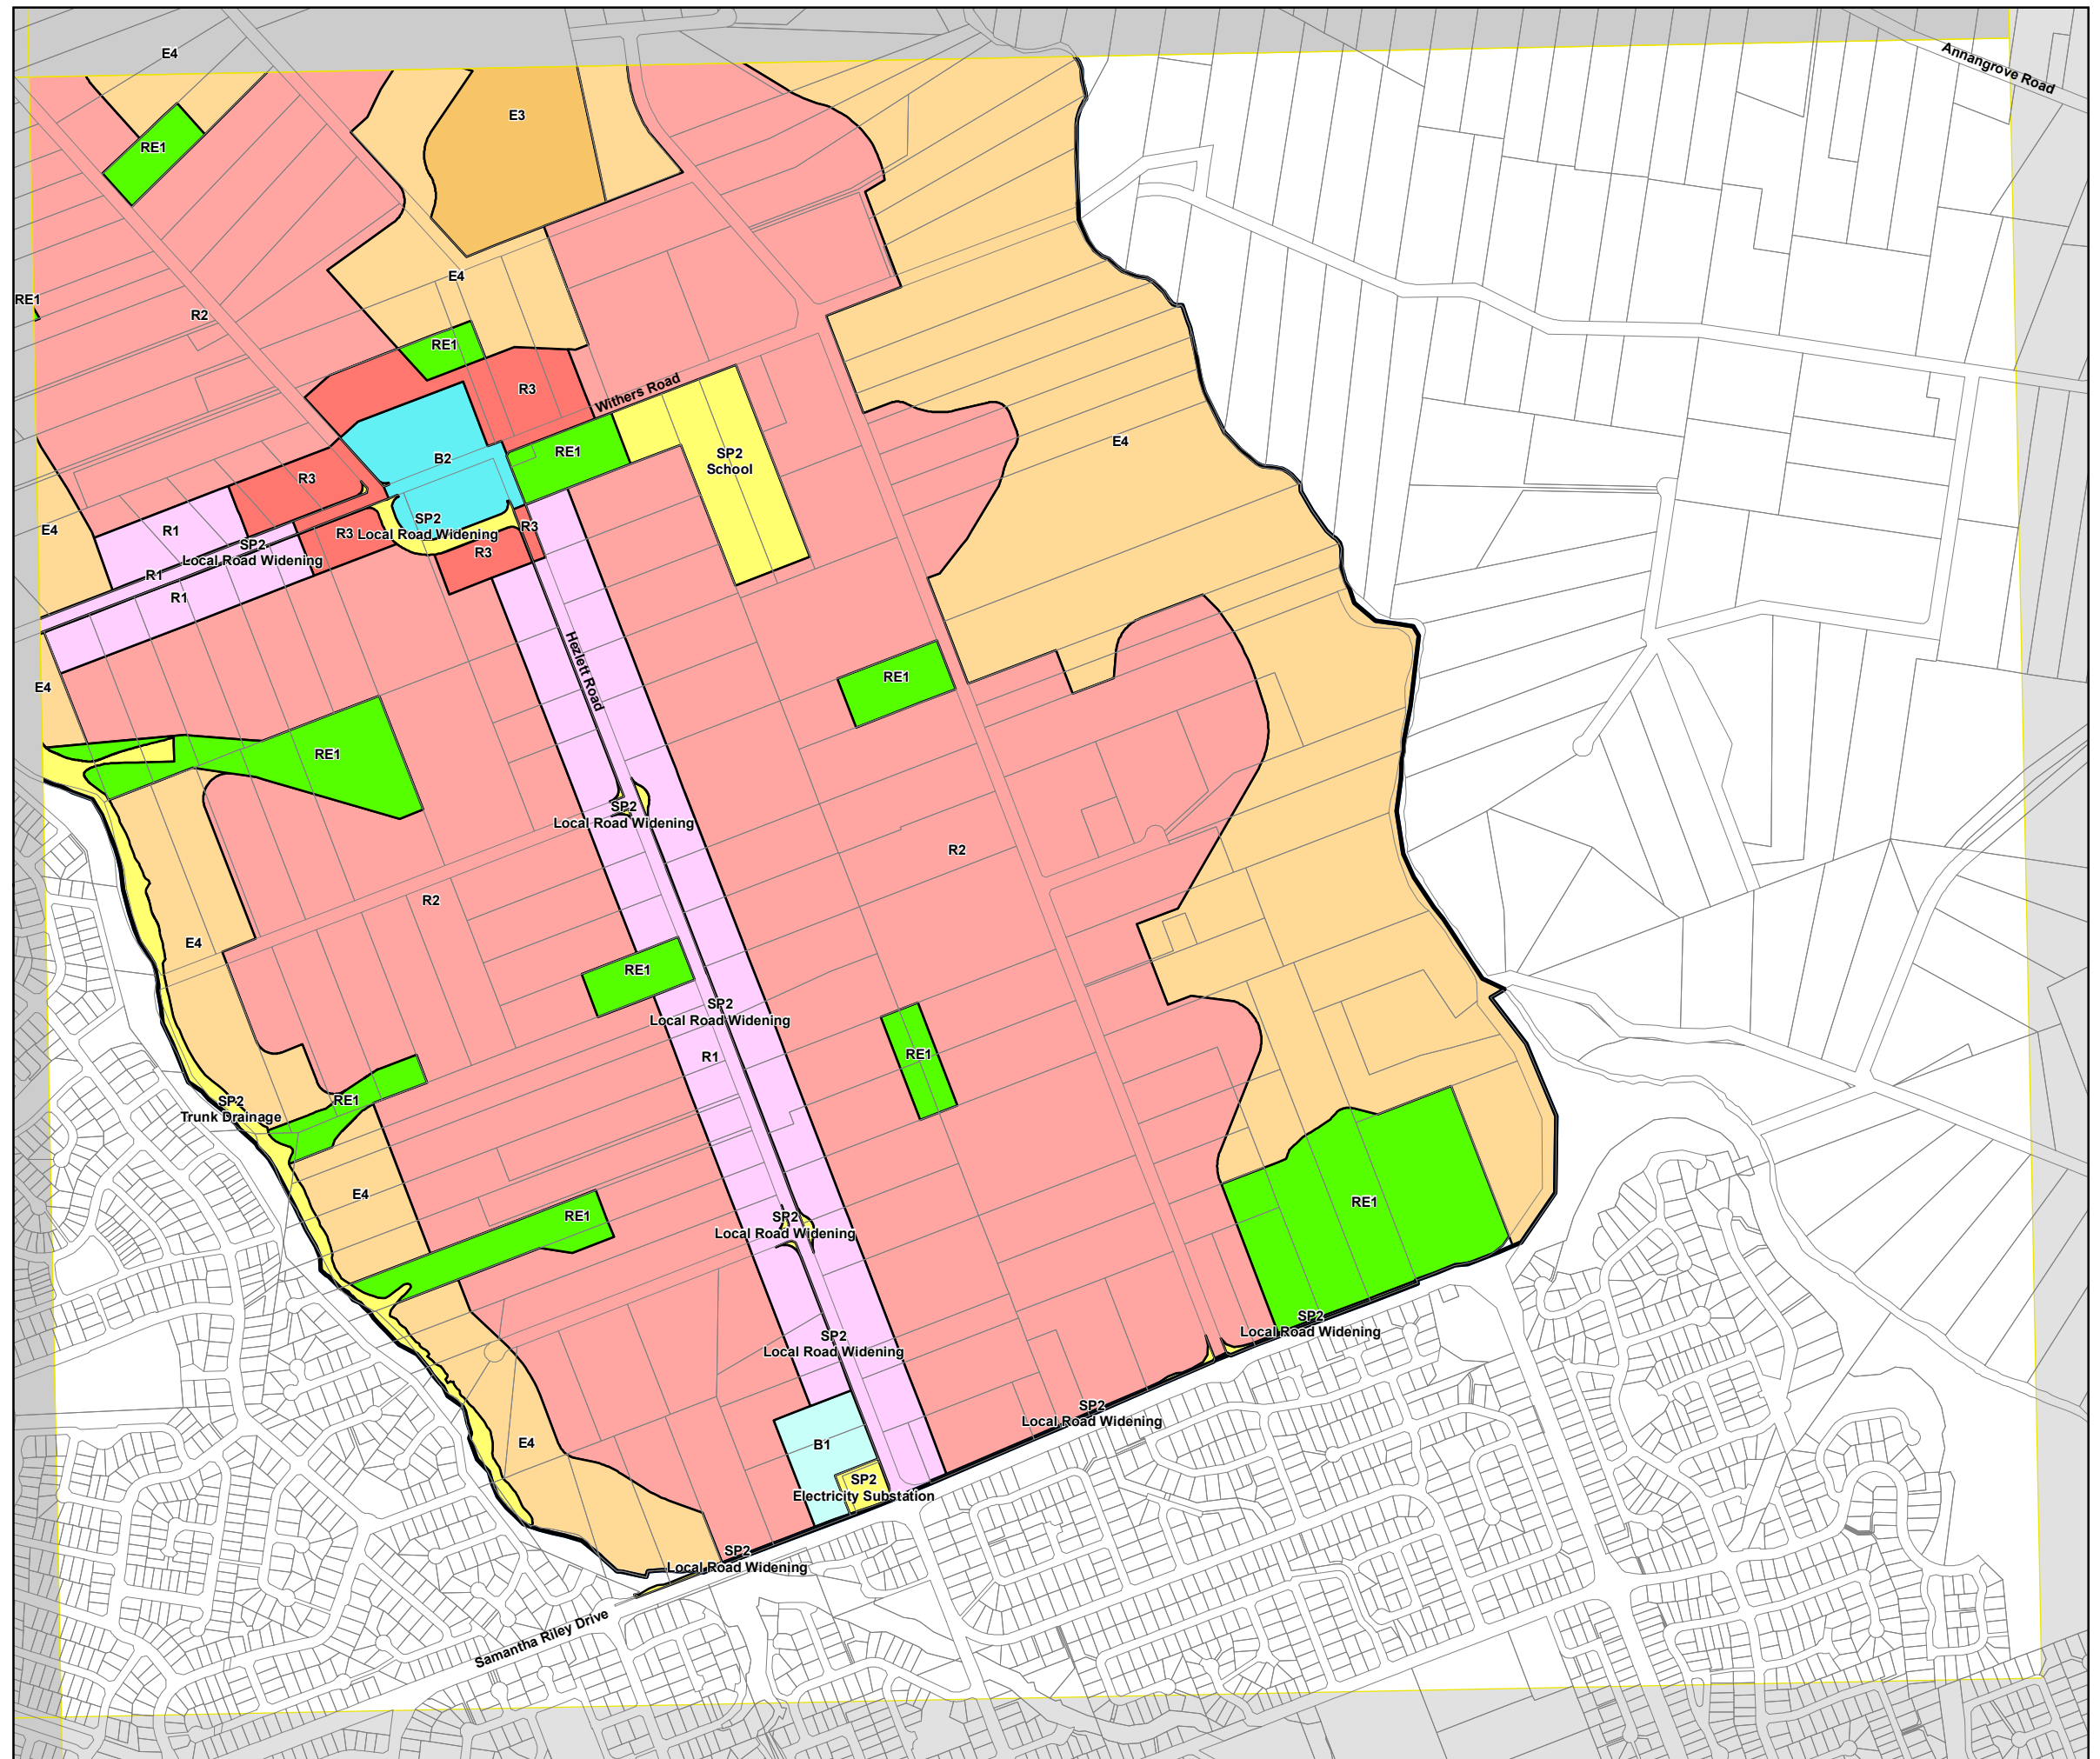 E4
Annangrove Road
E3
RE1
E4
RE1
R2
RE1
R3
Withers Road
E4
RE1
B2
SP2
School
R3
E4
R1
SP2
Local Road Widening
R3
R3
R3
SP2
Local Road Widening
R1
R1
Hezlett Road
RE1
E4
RE1
SP2
Local Road Widening
R2
R2
E4
RE1
SP2
Local Road Widening
R1
RE1
SP2
Trunk Drainage
RE1
E4
RE1
RE1
SP2
Local Road Widening
SP2
Local Road Widening
SP2
Local Road Widening
SP2
Local Road Widening
E4
B1
SP2
Electricity Substation
SP2
Local Road Widening
Samantha Riley Drive